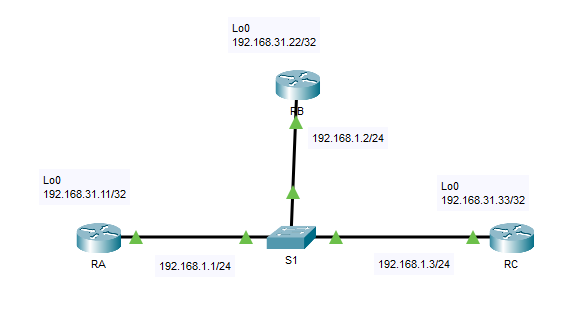 Lo0
192.168.31.22/32
RB
192.168.1.2/24
Lo0
192.168.31.11/32
Lo0
192.168.31.33/32
RA
192.168.1.1/24
S1
192.168.1.3/24
RC